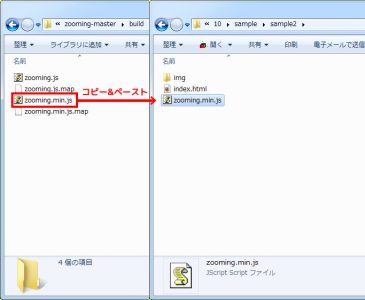 « zooming-master ▸ build
整理 ▼ ライブラリに追加 ▼ 共有 ▼
名前
zooming.js
zooming.js.map
zooming.min.js
zooming.min.js.map
コピー&ペースト
4 個の項目
« 10 ▸ sample ▸ sample2 ▸
整理 ▼ 開く ▼ 共有 ▼ 印刷 電子メールで送信
名前
img
index.html
zooming.min.js
zooming.min.js
JScript Script ファイル